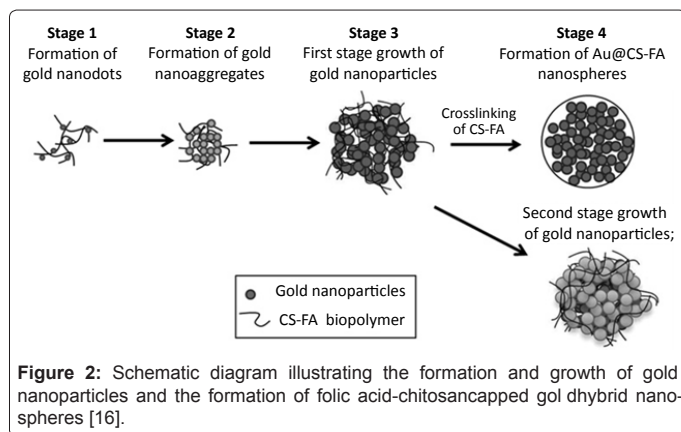 Stage 1
Formation of
gold nanodots
Stage 2
Formation of gold
nanoaggregates
Stage 3
First stage growth of
gold nanoparticles
Stage 4
Formation of Au@CS-FA
nanospheres
Crosslinking
of CS-FA
Second stage growth
of gold nanoparticles;
Gold nanoparticles
CS-FA biopolymer
Figure 2: Schematic diagram illustrating the formation and growth of gold
nanoparticles and the formation of folic acid-chitosancapped gol dhybrid nano-
spheres [16].